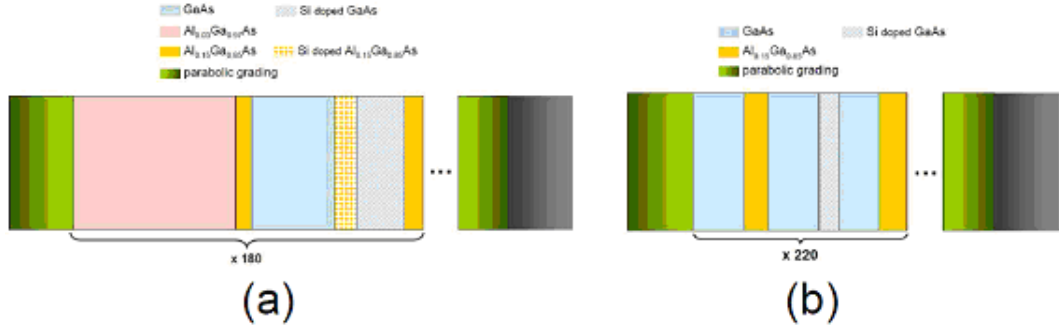 GaAs Si doped GaAs
Al0.03Ga0.97As
Al0.15Ga0.85As Si doped Al0.15Ga0.85As
parabolic grading
...
x 180
(a)
GaAs Si doped GaAs
Al0.15Ga0.85As
parabolic grading
...
x 220
(b)